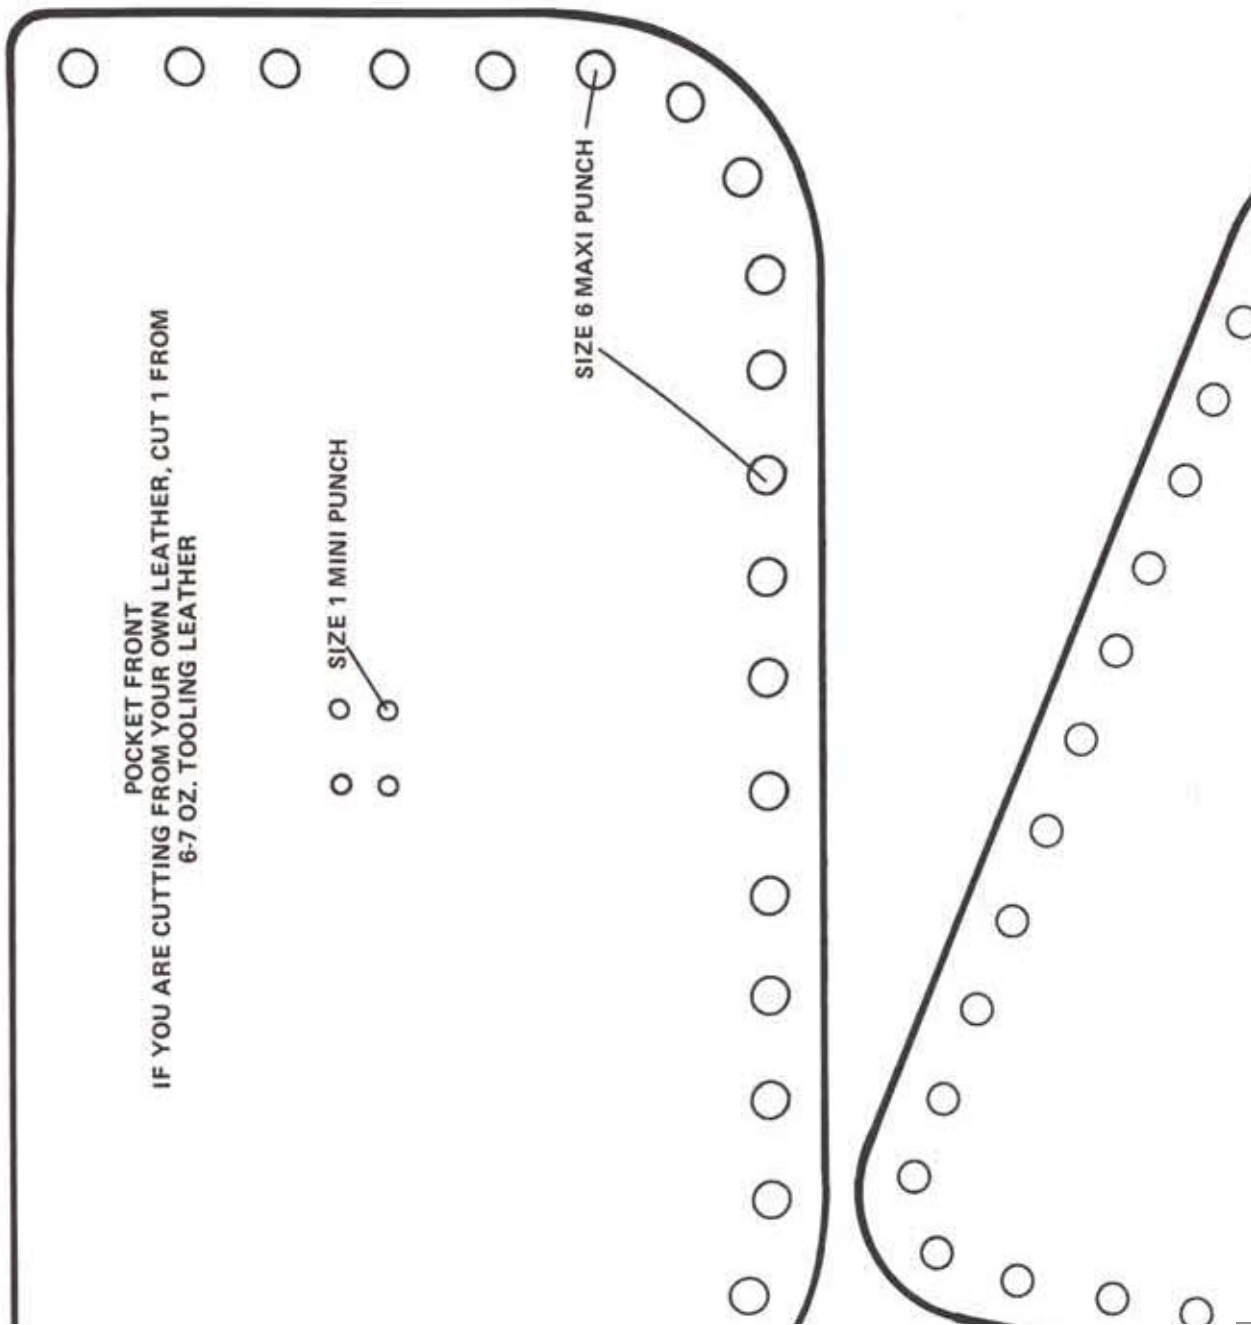 POCKET FRONT
IF YOU ARE CUTTING FROM YOUR OWN LEATHER, CUT 1 FROM
6-7 OZ. TOOLING LEATHER
SIZE 1 MINI PUNCH
SIZE 6 MAXI PUNCH